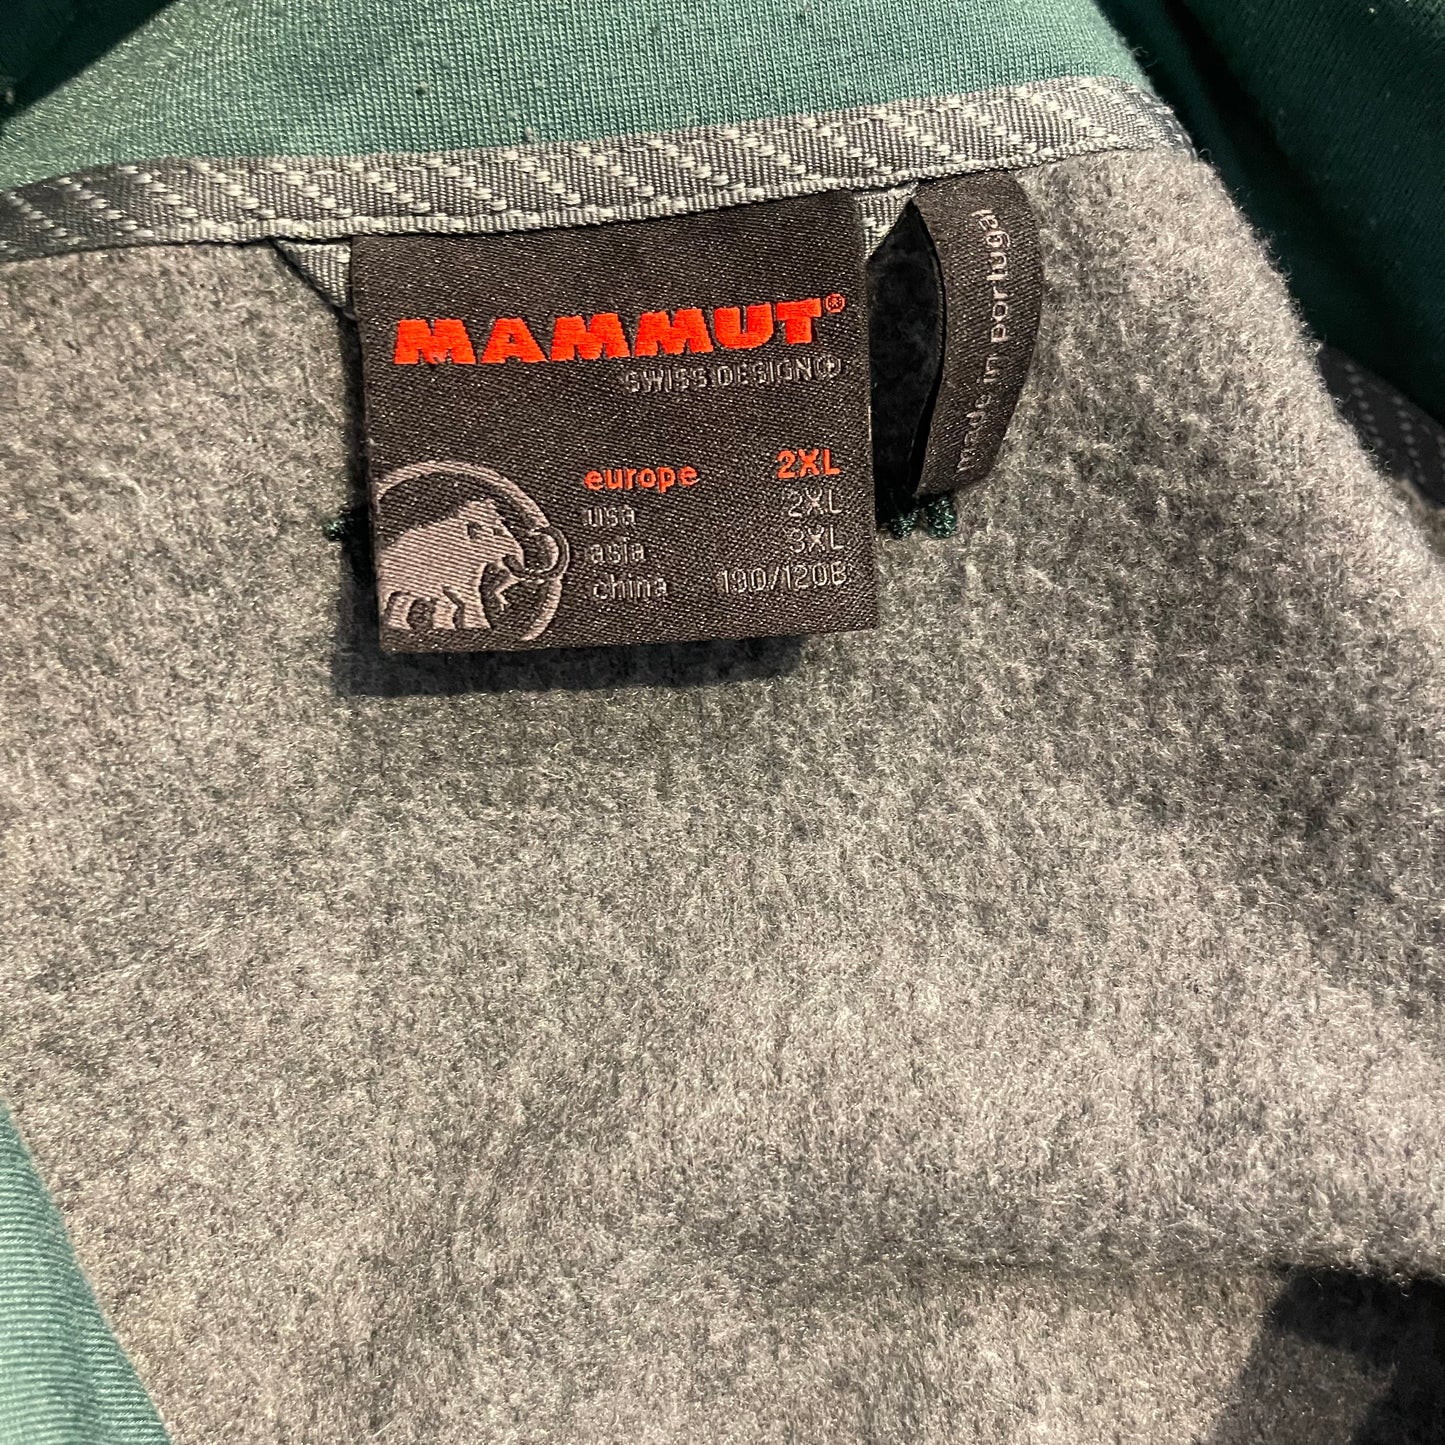 MAMMUT®
SWISS DESIGN
europe 2XL
usa 2XL
asia 3XL
china 190/120B
made in portugal